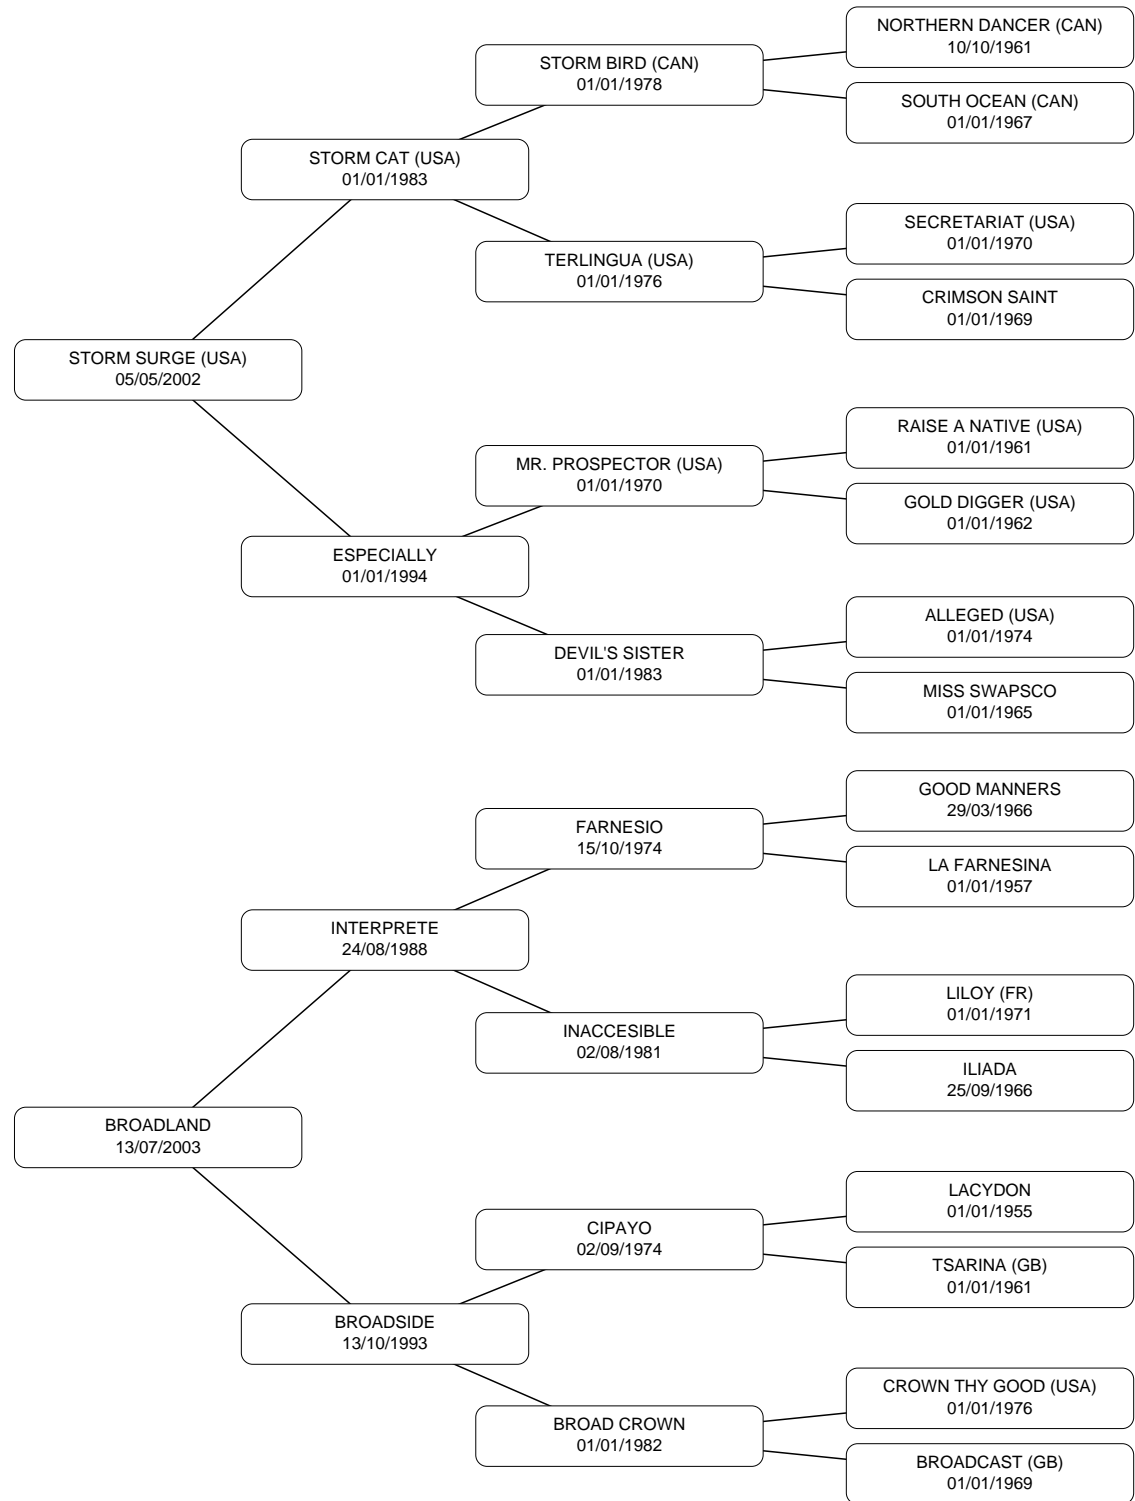 NORTHERN DANCER (CAN)
10/10/1961
STORM BIRD (CAN)
01/01/1978
SOUTH OCEAN (CAN)
01/01/1967
STORM CAT (USA)
01/01/1983
SECRETARIAT (USA)
01/01/1970
TERLINGUA (USA)
01/01/1976
CRIMSON SAINT
01/01/1969
STORM SURGE (USA)
05/05/2002
RAISE A NATIVE (USA)
01/01/1961
MR. PROSPECTOR (USA)
01/01/1970
GOLD DIGGER (USA)
01/01/1962
ESPECIALLY
01/01/1994
ALLEGED (USA)
01/01/1974
DEVIL'S SISTER
01/01/1983
MISS SWAPSCO
01/01/1965
GOOD MANNERS
29/03/1966
FARNESIO
15/10/1974
LA FARNESINA
01/01/1957
INTERPRETE
24/08/1988
LILOY (FR)
01/01/1971
INACCESIBLE
02/08/1981
ILIADA
25/09/1966
BROADLAND
13/07/2003
LACYDON
01/01/1955
CIPAYO
02/09/1974
TSARINA (GB)
01/01/1961
BROADSIDE
13/10/1993
CROWN THY GOOD (USA)
01/01/1976
BROAD CROWN
01/01/1982
BROADCAST (GB)
01/01/1969